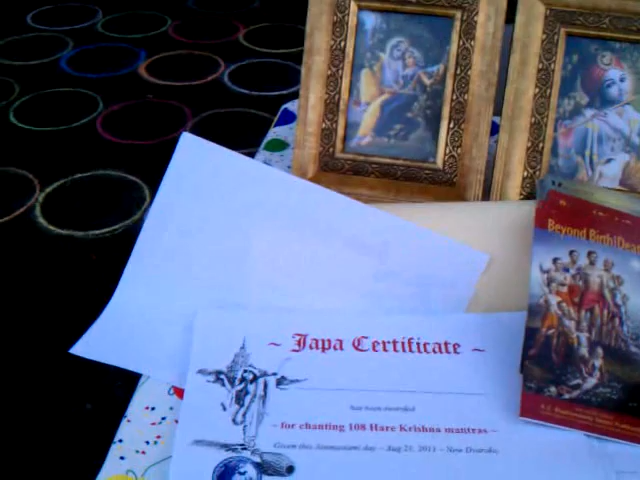 Beyond Birth
~ Japa Certificate ~
has been awarded
~ for chanting 108 Hare Krishna mantras ~
Given this Janmastami day ~ Aug 21, 2011 ~ New Dvaraka,